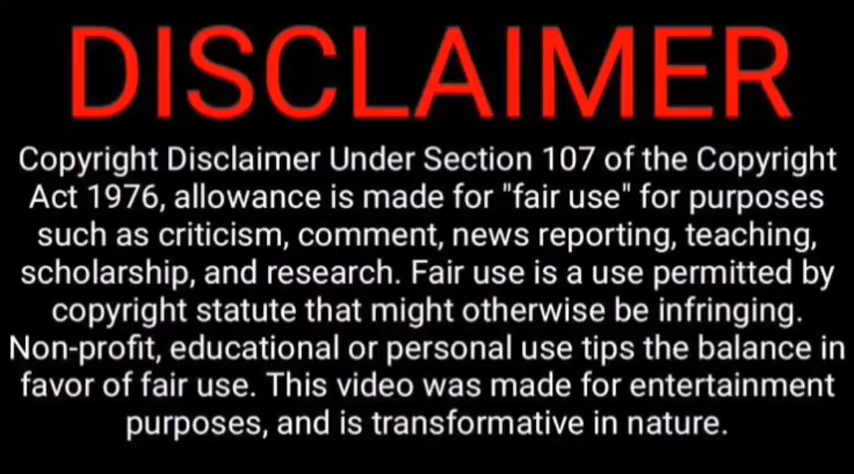 DISCLAIMER
Copyright Disclaimer Under Section 107 of the Copyright
Act 1976, allowance is made for "fair use" for purposes
such as criticism, comment, news reporting, teaching,
scholarship, and research. Fair use is a use permitted by
copyright statute that might otherwise be infringing.
Non-profit, educational or personal use tips the balance in
favor of fair use. This video was made for entertainment
purposes, and is transformative in nature.